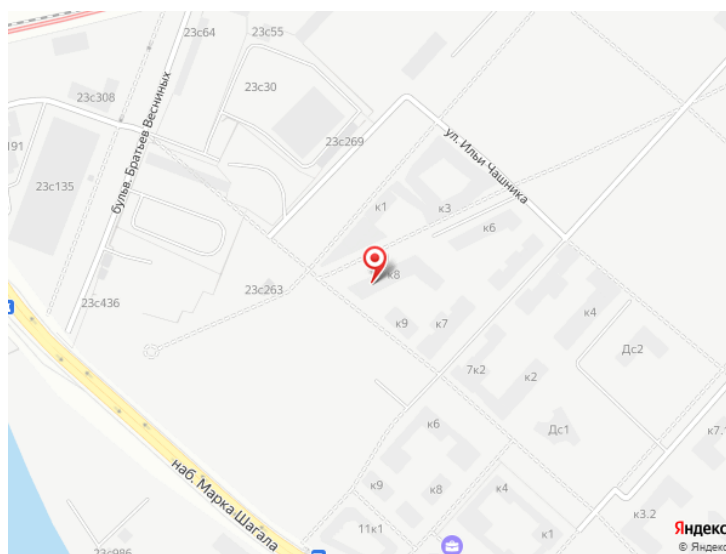 23с64
23с55
23с30
23с308
191
23с135
бульв. Братьев Весниных
23с269
ул. Ильи Чашника
к1
к3
к6
к8
23с263
23с436
к9
к7
к4
Дс2
7к2
к2
к6
Дс1
к7.
наб. Марка Шагала
к9
к8
к4
11к1
к1
к3.2
23с986
Яндекс
© Яндекс